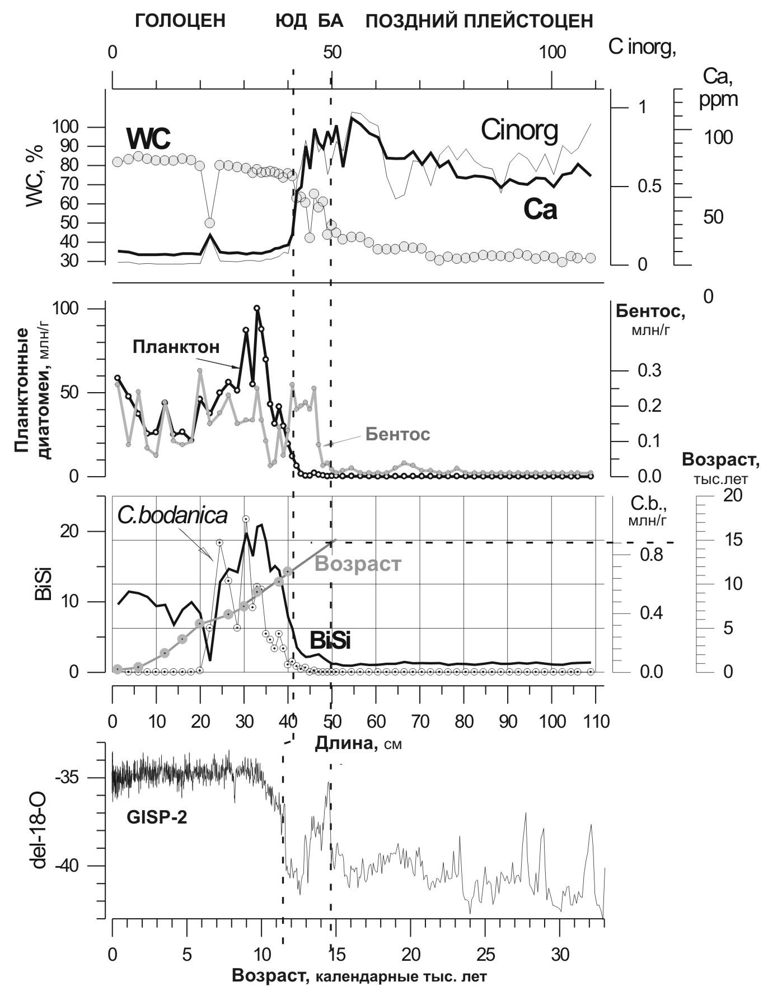 ГОЛОЦЕН ЮД БА ПОЗДНИЙ ПЛЕЙСТОЦЕН
0 50 100 C inorg,
Ca,
ppm
WC, %
100
90
80
70
60
50
40
30
WC
Cinorg
Ca
1
0.5
0
100
50
0
Планктонные
диатомеи, млн/г
100
50
0
Планктон
Бентос
Бентос,
млн/г
0.3
0.2
0.1
0.0
Возраст,
тыс.лет
20
15
10
5
0
BiSi
20
10
0
C.bodanica
Возраст
BiSi
C.b.,
млн/г
0.8
0.4
0.0
0 10 20 30 40 50 60 70 80 90 100 110
Длина, см
del-18-O
-35
-40
GISP-2
0 5 10 15 20 25 30
Возраст, календарные тыс. лет